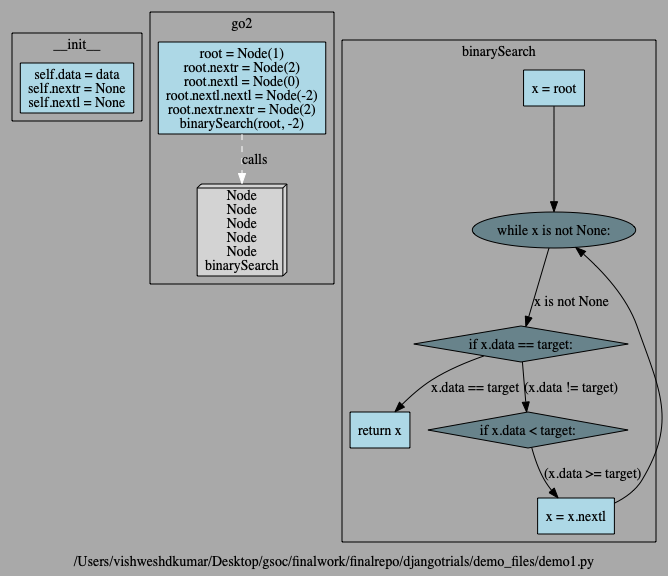 __init__
self.data = data
self.nextr = None
self.nextl = None
go2
root = Node(1)
root.nextr = Node(2)
root.nextl = Node(0)
root.nextl.nextl = Node(-2)
root.nextr.nextr = Node(2)
binarySearch(root, -2)
calls
Node
Node
Node
Node
Node
binarySearch
binarySearch
x = root
while x is not None:
x is not None
if x.data == target:
x.data == target
(x.data != target)
return x
if x.data < target:
(x.data >= target)
x = x.nextl
/Users/vishweshdkumar/Desktop/gsoc/finalwork/finalrepo/djangotrials/demo_files/demo1.py